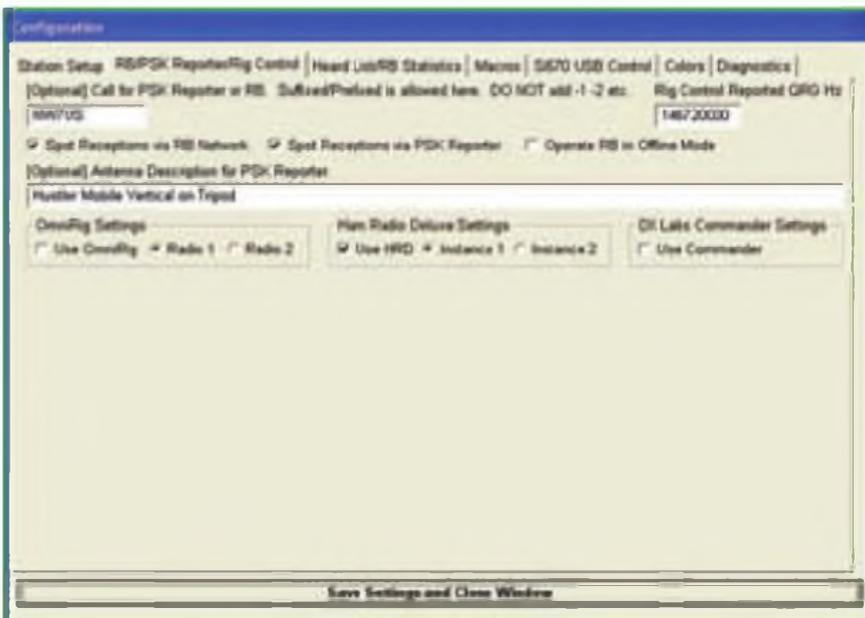 Configuration
Station Setup RB/PSK Reporter/Rig Control Heard List/RB Statistics Macros Si570 USB Control Colors Diagnostics
[Optional] Call for PSK Reporter or RB. Suffixed/Prefixed is allowed here. DO NOT add -1 -2 etc. Rig Control Reported QRG Hz
146720000
Spot Receptions via RB Network Spot Receptions via PSK Reporter Operate RB in Offline Mode
[Optional] Antenna Description for PSK Reporter
Hustler Mobile Vertical on Tripod
OmniRig Settings Ham Radio Deluxe Settings DX Labs Commander Settings
Use OmniRig Radio 1 Radio 2 Use HRD Instance 1 Instance 2 Use Commander
Save Settings and Close Window